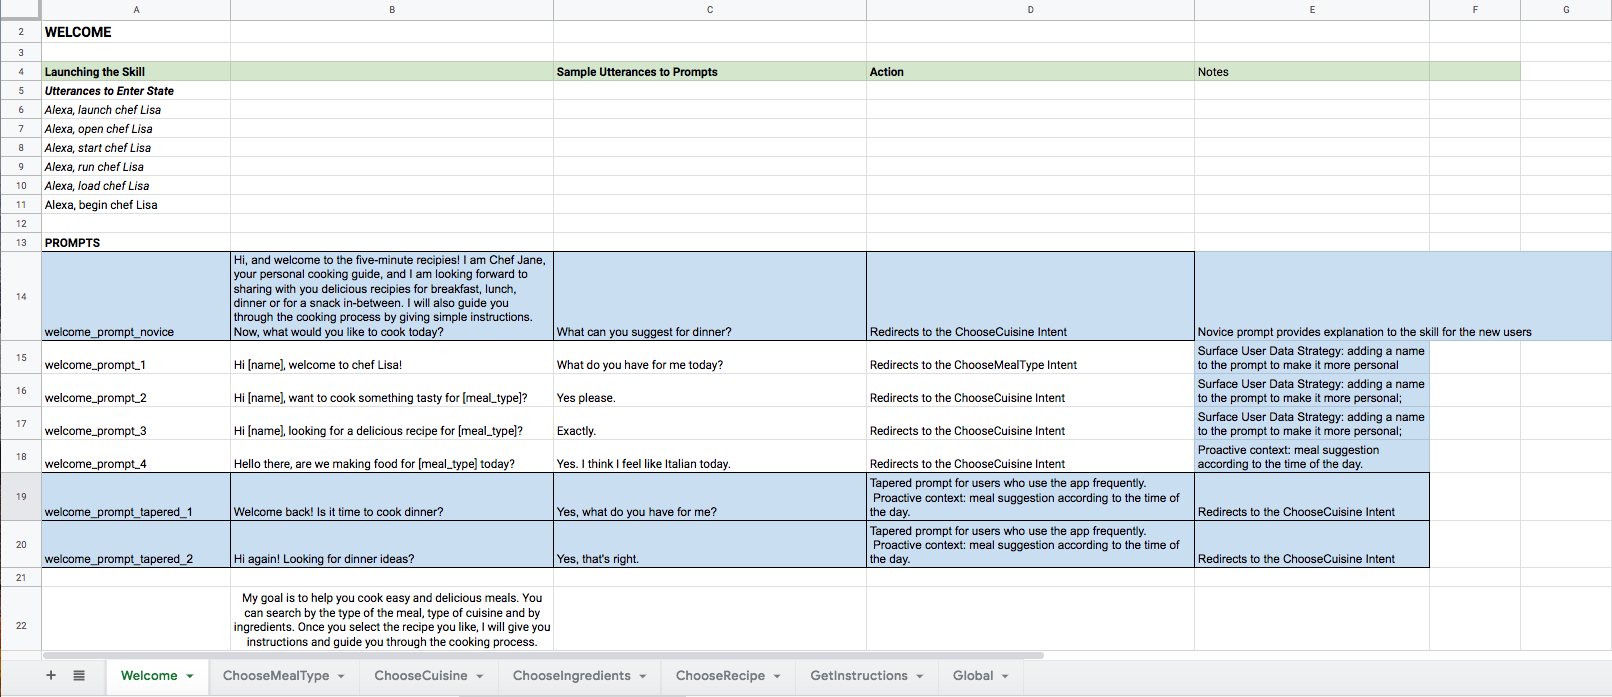 A B C D E F G
2 WELCOME
3
4 Launching the Skill Sample Utterances to Prompts Action Notes
5 Utterances to Enter State
6 Alexa, launch chef Lisa
7 Alexa, open chef Lisa
8 Alexa, start chef Lisa
9 Alexa, run chef Lisa
10 Alexa, load chef Lisa
11 Alexa, begin chef Lisa
12
13 PROMPTS
14
welcome_prompt_novice
Hi, and welcome to the five-minute recipies! I am Chef Jane,
your personal cooking guide, and I am looking forward to
sharing with you delicious recipies for breakfast, lunch,
dinner or for a snack in-between. I will also guide you
through the cooking process by giving simple instructions.
Now, what would you like to cook today?
What can you suggest for dinner?
Redirects to the ChooseCuisine Intent
Novice prompt provides explanation to the skill for the new users
15
welcome_prompt_1
Hi [name], welcome to chef Lisa!
What do you have for me today?
Redirects to the ChooseMealType Intent
Surface User Data Strategy: adding a name
to the prompt to make it more personal
16
welcome_prompt_2
Hi [name], want to cook something tasty for [meal_type]?
Yes please.
Redirects to the ChooseCuisine Intent
Surface User Data Strategy: adding a name
to the prompt to make it more personal;
17
welcome_prompt_3
Hi [name], looking for a delicious recipe for [meal_type]?
Exactly.
Redirects to the ChooseCuisine Intent
Surface User Data Strategy: adding a name
to the prompt to make it more personal;
18
welcome_prompt_4
Hello there, are we making food for [meal_type] today?
Yes. I think I feel like Italian today.
Redirects to the ChooseCuisine Intent
Proactive context: meal suggestion
according to the time of the day.
19
welcome_prompt_tapered_1
Welcome back! Is it time to cook dinner?
Yes, what do you have for me?
Tapered prompt for users who use the app frequently.
Proactive context: meal suggestion according to the time of
the day.
Redirects to the ChooseCuisine Intent
20
welcome_prompt_tapered_2
Hi again! Looking for dinner ideas?
Yes, that's right.
Tapered prompt for users who use the app frequently.
Proactive context: meal suggestion according to the time of
the day.
Redirects to the ChooseCuisine Intent
21
22
My goal is to help you cook easy and delicious meals. You
can search by the type of the meal, type of cuisine and by
ingredients. Once you select the recipe you like, I will give you
instructions and guide you through the cooking process.
+ Welcome ChooseMealType ChooseCuisine ChooseIngredients ChooseRecipe GetInstructions Global